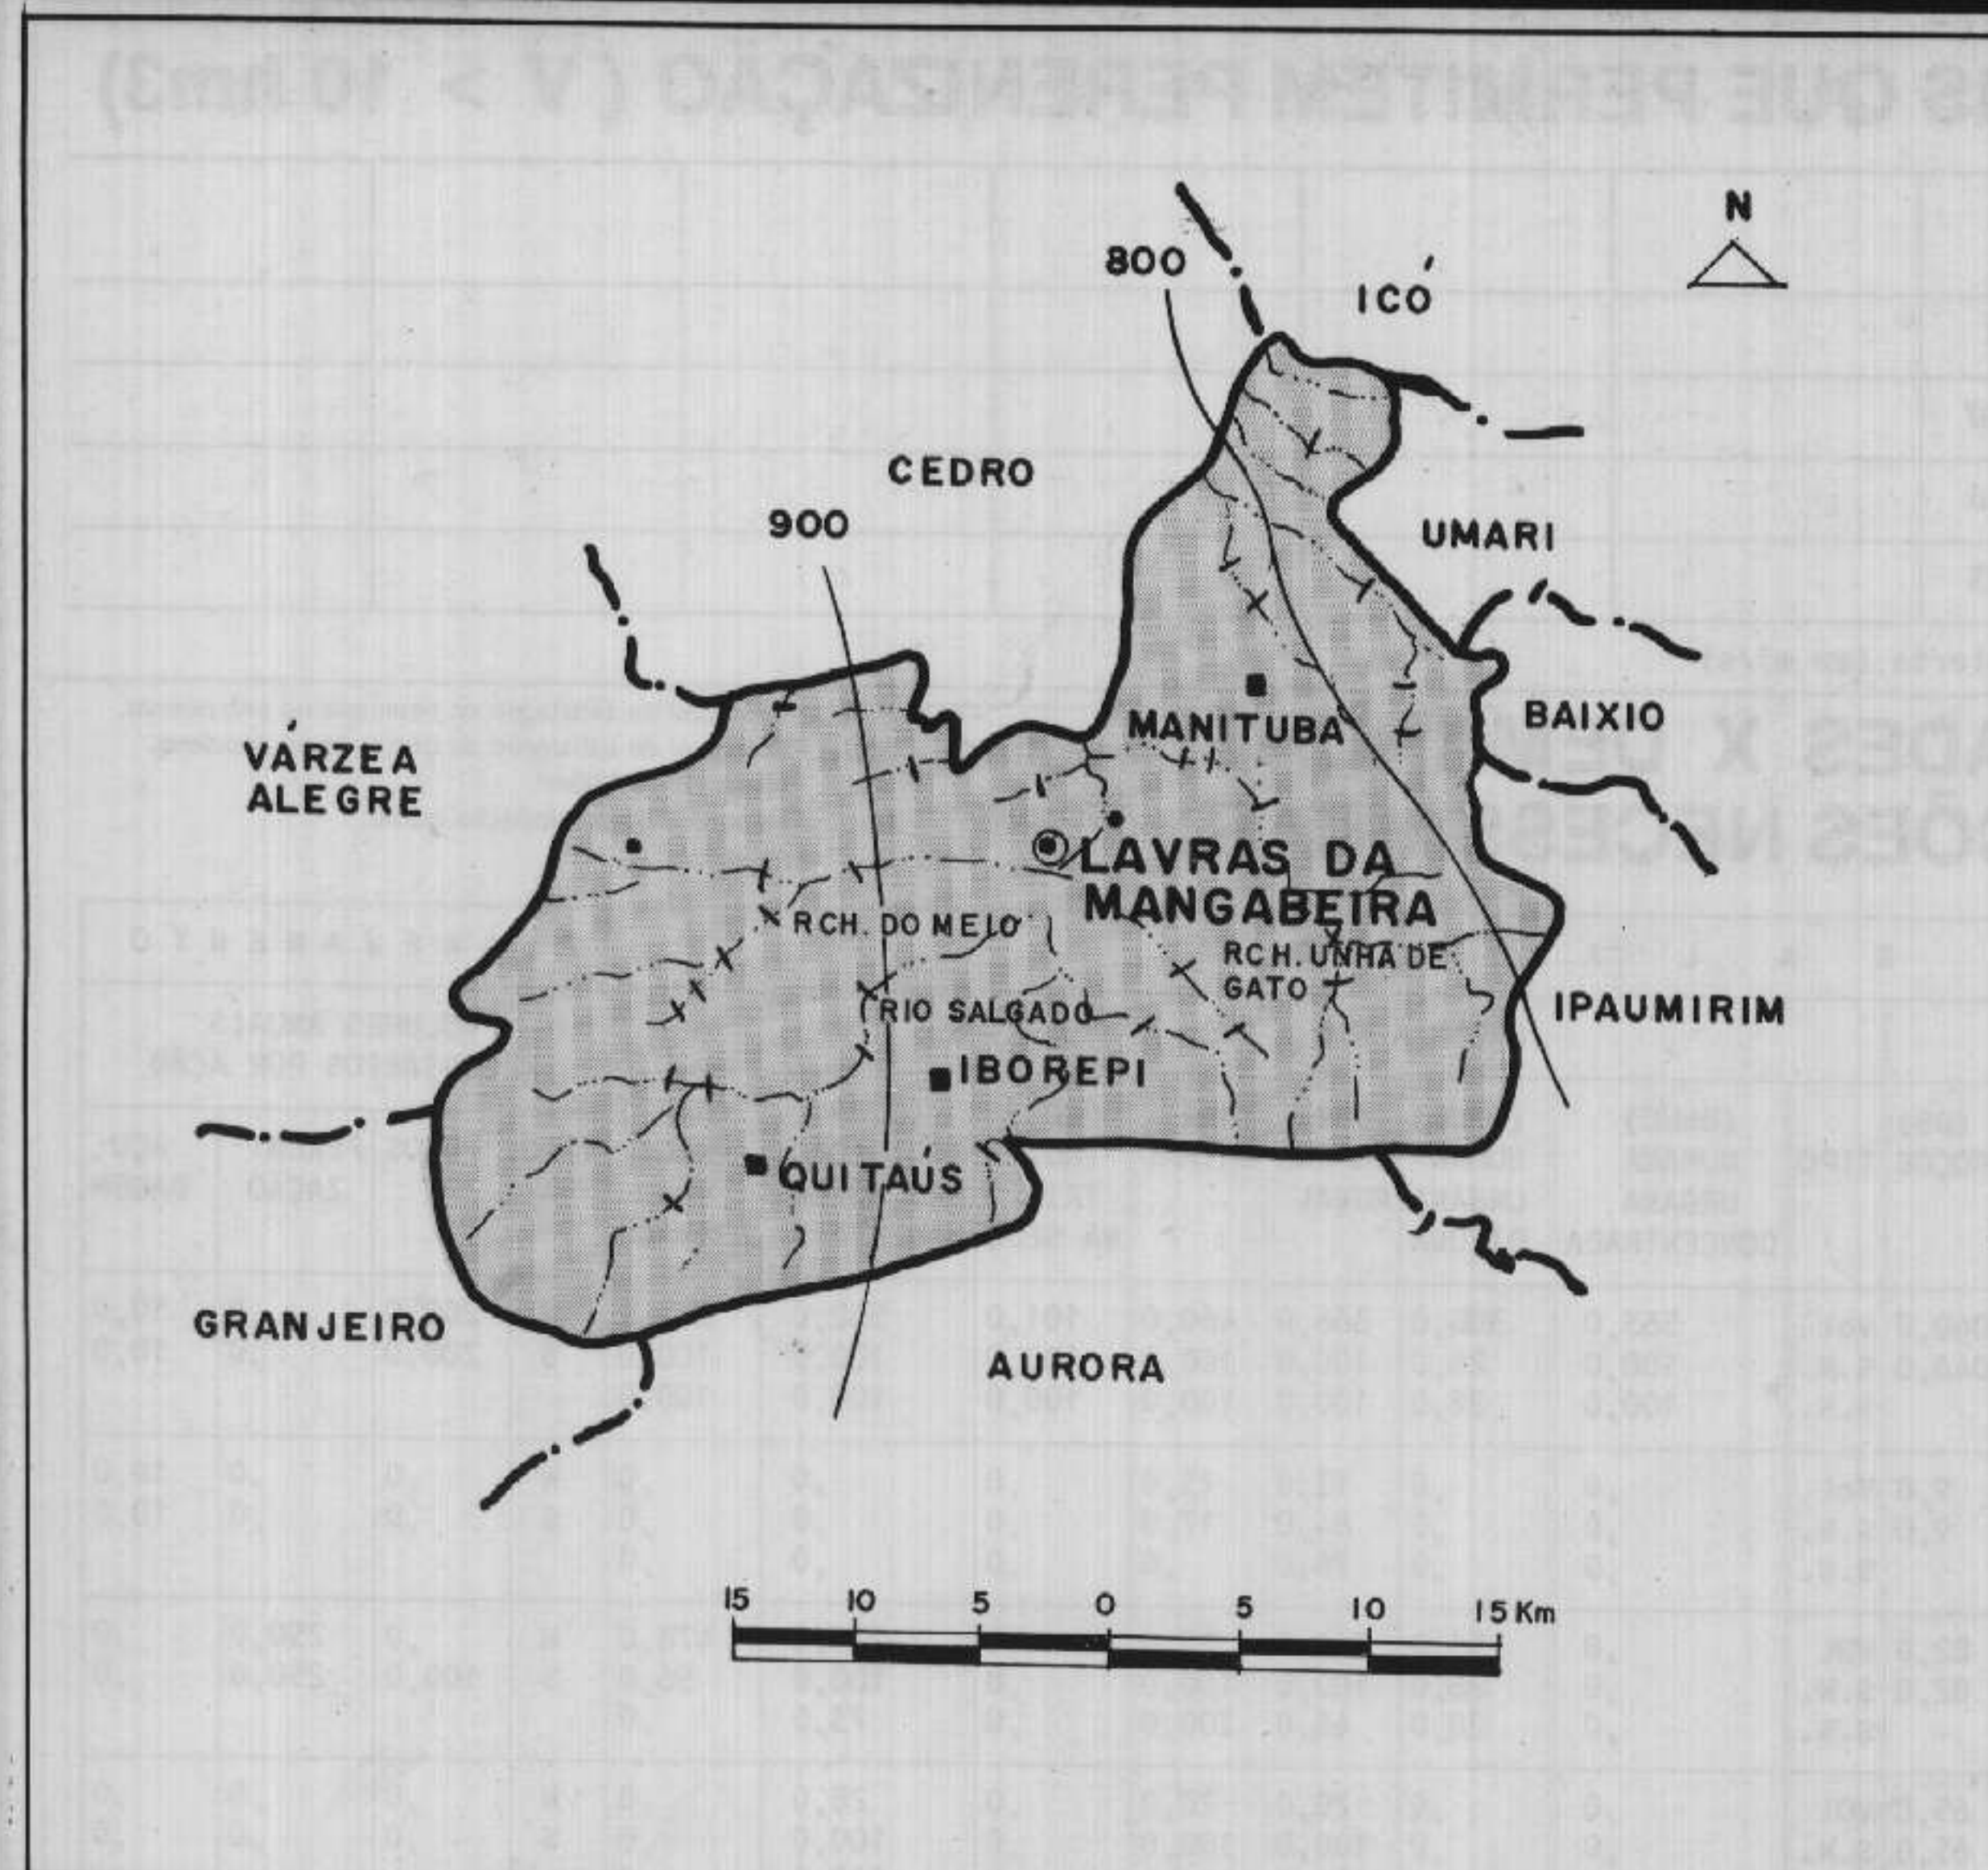 N
800
ICÓ
CEDRO
900
UMARI
MANITUBA
BAIXIO
VÁRZEA
ALEGRE
LAVRAS DA
MANGABEIRA
RCH. DO MEIO
RCH. UNHA DE
GATO
RIO SALGADO
IPAUMIRIM
IBOREPI
QUITAÚS
GRANJEIRO
AURORA
15 10 5 0 5 10 15 Km